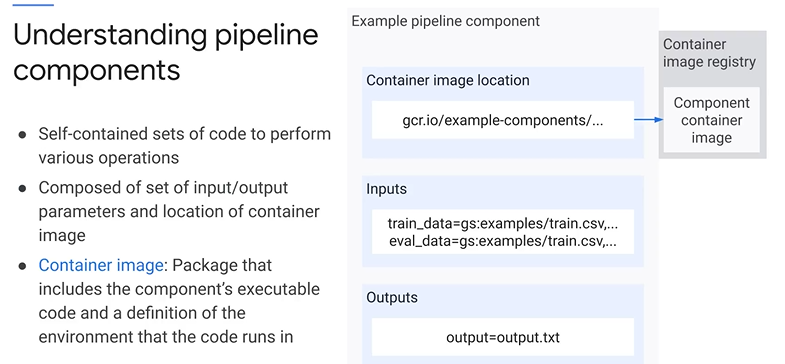 Understanding pipeline
components
● Self-contained sets of code to perform
various operations
● Composed of set of input/output
parameters and location of container
image
● Container image: Package that
includes the component's executable
code and a definition of the
environment that the code runs in
Example pipeline component
Container image location
gcr.io/example-components/...
Container
image registry
Component
container
image
Inputs
train_data=gs:examples/train.csv,...
eval_data=gs:examples/train.csv,...
Outputs
output=output.txt